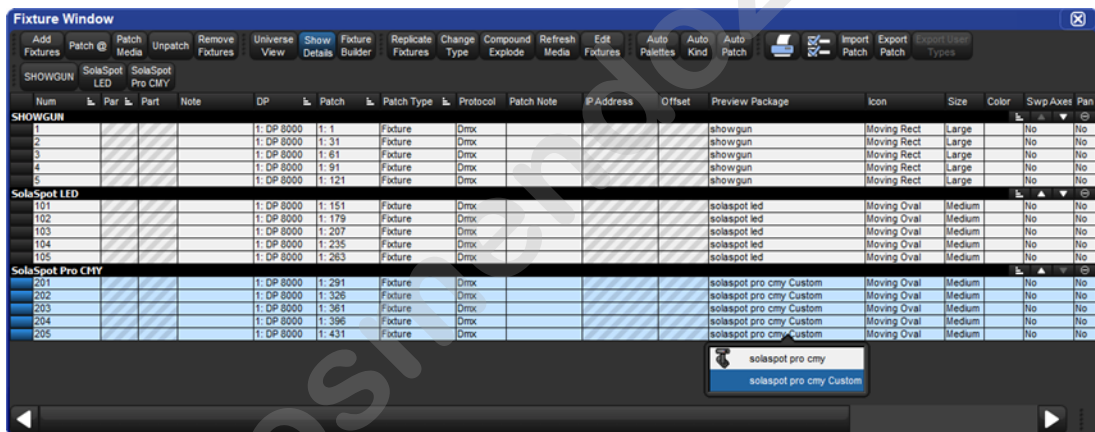 Fixture Window
Add Fixtures Patch @ Patch Media Unpatch Remove Fixtures Universe View Show Details Fixture Builder Replicate Fixtures Change Type Compound Explode Refresh Media Edit Fixtures Auto Palettes Auto Kind Auto Patch Import Patch Export Patch Export User Types
SHOWGUN SolaSpot LED SolaSpot Pro CMY
Num Par Part Note DP Patch Patch Type Protocol Patch Note IP Address Offset Preview Package Icon Size Color Swp Axes Pan
SHOWGUN
1 1: DP 8000 1: 1 Fixture Dmx showgun Moving Rect Large No No
2 1: DP 8000 1: 31 Fixture Dmx showgun Moving Rect Large No No
3 1: DP 8000 1: 61 Fixture Dmx showgun Moving Rect Large No No
4 1: DP 8000 1: 91 Fixture Dmx showgun Moving Rect Large No No
5 1: DP 8000 1: 121 Fixture Dmx showgun Moving Rect Large No No
SolaSpot LED
101 1: DP 8000 1: 151 Fixture Dmx solaspot led Moving Oval Medium No No
102 1: DP 8000 1: 179 Fixture Dmx solaspot led Moving Oval Medium No No
103 1: DP 8000 1: 207 Fixture Dmx solaspot led Moving Oval Medium No No
104 1: DP 8000 1: 235 Fixture Dmx solaspot led Moving Oval Medium No No
105 1: DP 8000 1: 263 Fixture Dmx solaspot led Moving Oval Medium No No
SolaSpot Pro CMY
201 1: DP 8000 1: 291 Fixture Dmx solaspot pro cmy Custom Moving Oval Medium No No
202 1: DP 8000 1: 326 Fixture Dmx solaspot pro cmy Custom Moving Oval Medium No No
203 1: DP 8000 1: 361 Fixture Dmx solaspot pro cmy Custom Moving Oval Medium No No
204 1: DP 8000 1: 396 Fixture Dmx solaspot pro cmy Custom Moving Oval Medium No No
205 1: DP 8000 1: 431 Fixture Dmx solaspot pro cmy Custom Moving Oval Medium No No
solaspot pro cmy
solaspot pro cmy Custom